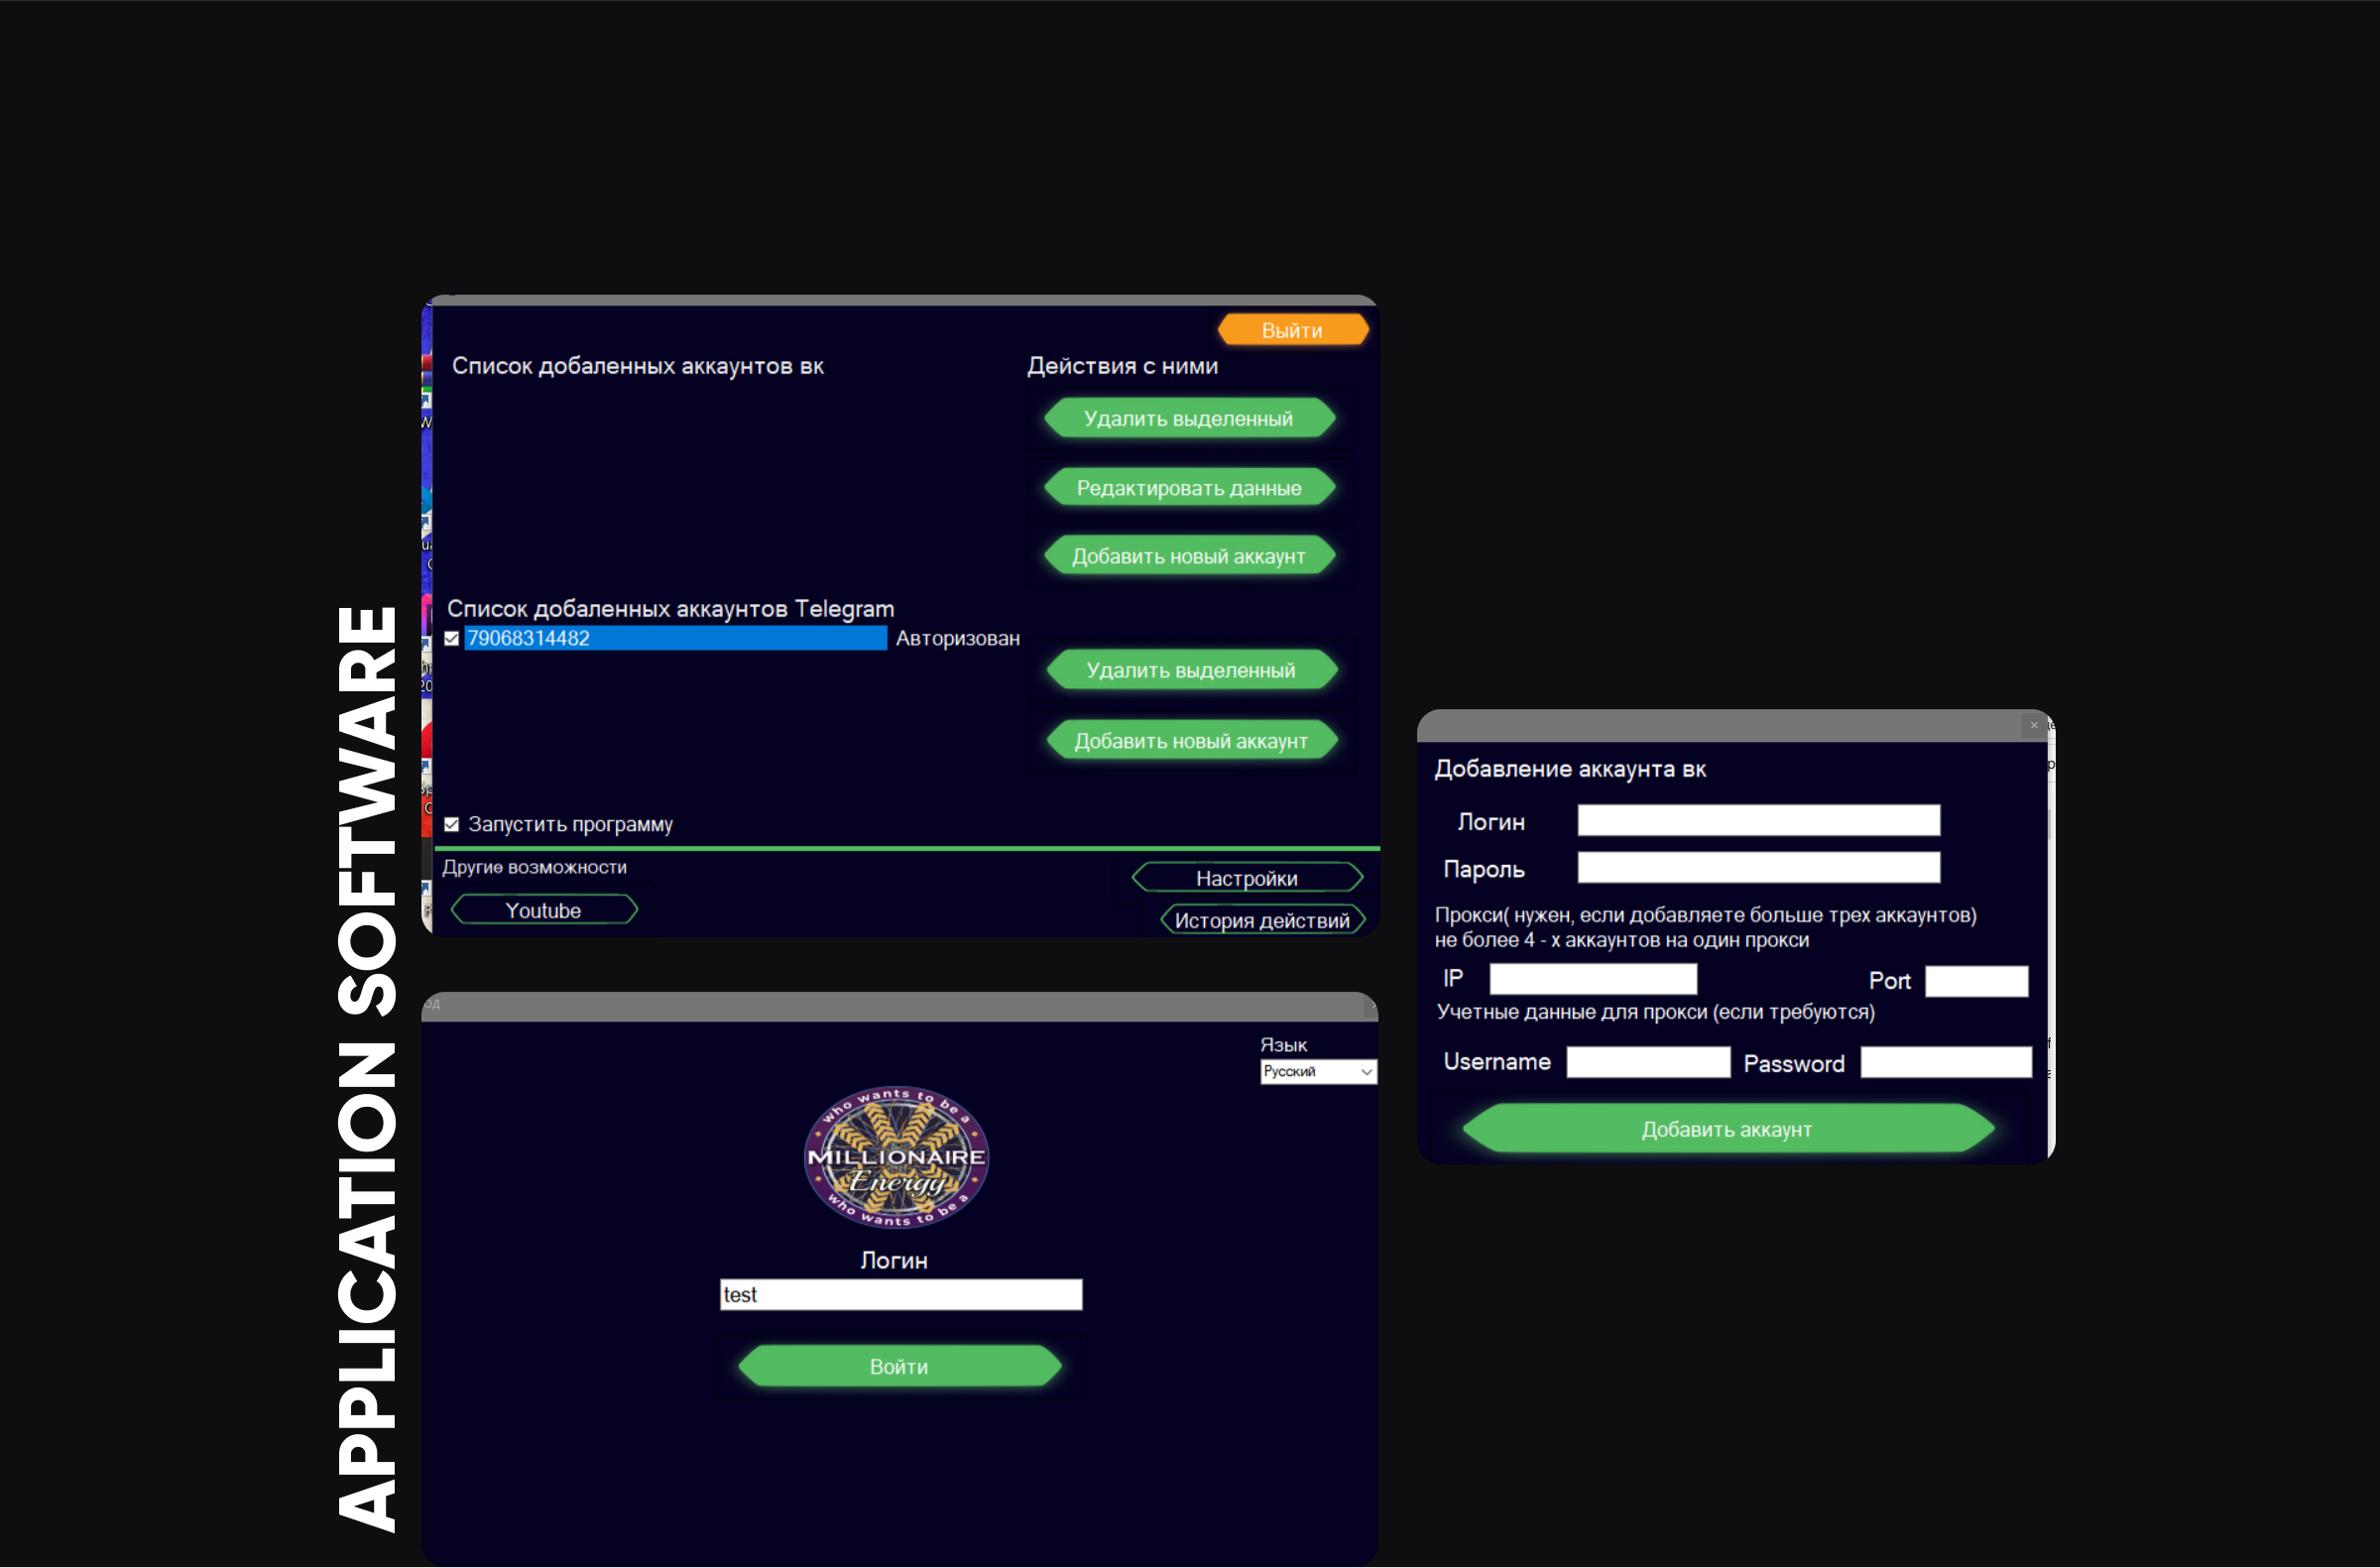 APPLICATION SOFTWARE
Выйти
Список добаленных аккаунтов вк
Действия с ними
Удалить выделенный
Редактировать данные
Добавить новый аккаунт
Список добаленных аккаунтов Telegram
79068314482
Авторизован
Удалить выделенный
Добавить новый аккаунт
Запустить программу
Другие возможности
Youtube
Настройки
История действий
Добавление аккаунта вк
Логин
Пароль
Прокси( нужен, если добавляете больше трех аккаунтов)
не более 4 - х аккаунтов на один прокси
IP
Port
Учетные данные для прокси (если требуются)
Username
Password
Добавить аккаунт
Язык
Русский
who wants to be a
MILLIONAIRE
Energy
who wants to be a
Логин
test
Войти